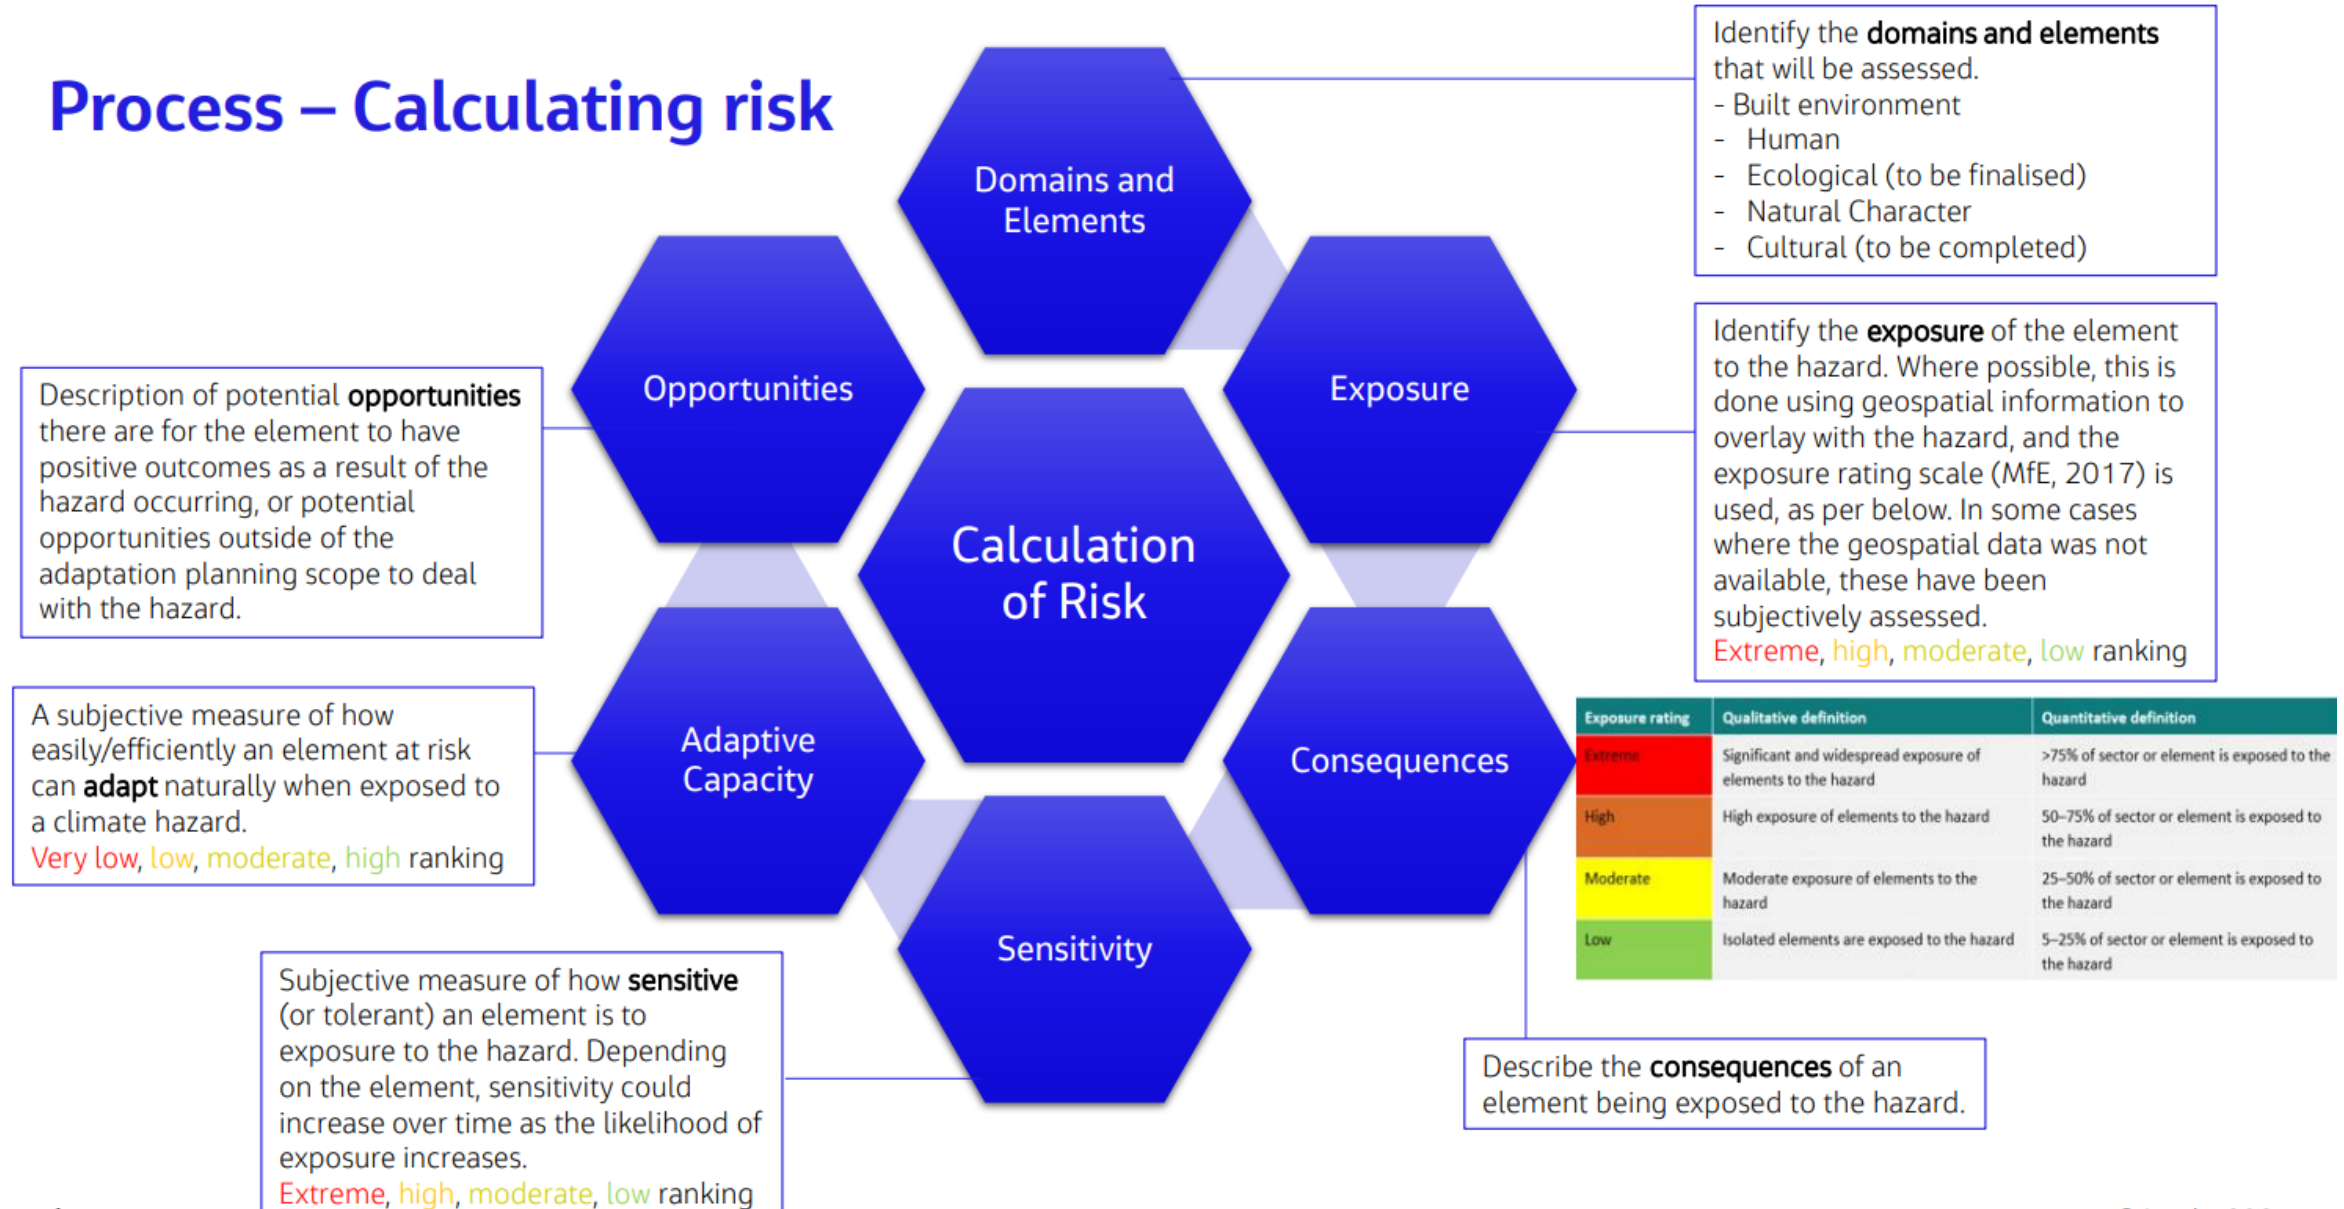 Process – Calculating risk
Domains and
Elements
Identify the domains and elements
that will be assessed.
- Built environment
- Human
- Ecological (to be finalised)
- Natural Character
- Cultural (to be completed)
Opportunities
Exposure
Identify the exposure of the element
to the hazard. Where possible, this is
done using geospatial information to
overlay with the hazard, and the
exposure rating scale (MfE, 2017) is
used, as per below. In some cases
where the geospatial data was not
available, these have been
subjectively assessed.
Extreme, high, moderate, low ranking
Description of potential opportunities
there are for the element to have
positive outcomes as a result of the
hazard occurring, or potential
opportunities outside of the
adaptation planning scope to deal
with the hazard.
Calculation
of Risk
A subjective measure of how
easily/efficiently an element at risk
can adapt naturally when exposed to
a climate hazard.
Very low, low, moderate, high ranking
Adaptive
Capacity
Consequences
Exposure rating Qualitative definition Quantitative definition
Extreme Significant and widespread exposure of >75% of sector or element is exposed to the
elements to the hazard hazard
High High exposure of elements to the hazard 50–75% of sector or element is exposed to
the hazard
Moderate Moderate exposure of elements to the 25–50% of sector or element is exposed to
hazard the hazard
Low Isolated elements are exposed to the hazard 5–25% of sector or element is exposed to
the hazard
Sensitivity
Subjective measure of how sensitive
(or tolerant) an element is to
exposure to the hazard. Depending
on the element, sensitivity could
increase over time as the likelihood of
exposure increases.
Extreme, high, moderate, low ranking
Describe the consequences of an
element being exposed to the hazard.